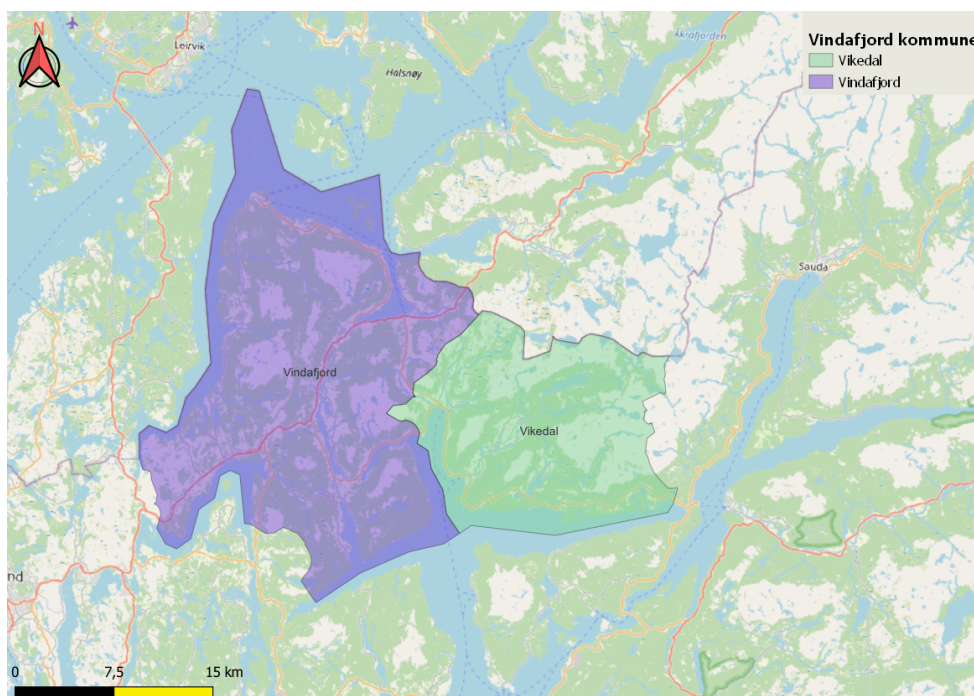 N
Leirvik
Halsnøy
Åkrafjorden
Vindafjord kommune
Vikedal
Vindafjord
Sauda
Vindafjord
Vikedal
nd
0 7,5 15 km